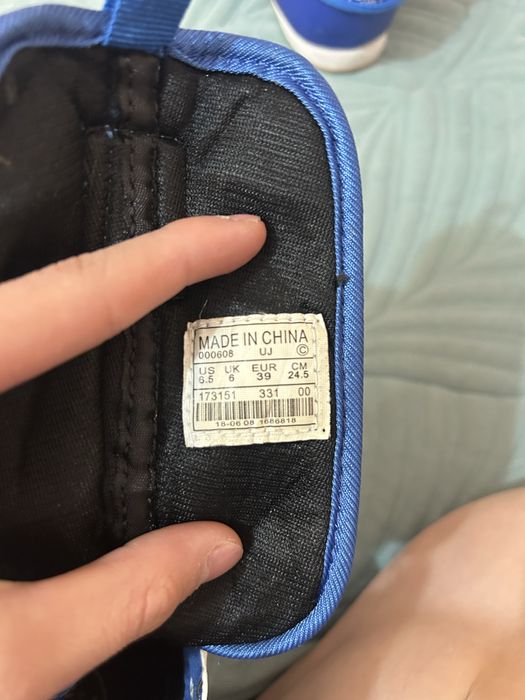 MADE IN CHINA
000608 UJ ©
US UK EUR CM
6.5 6 39 24.5
173151 331 00
18-06 08 1686818